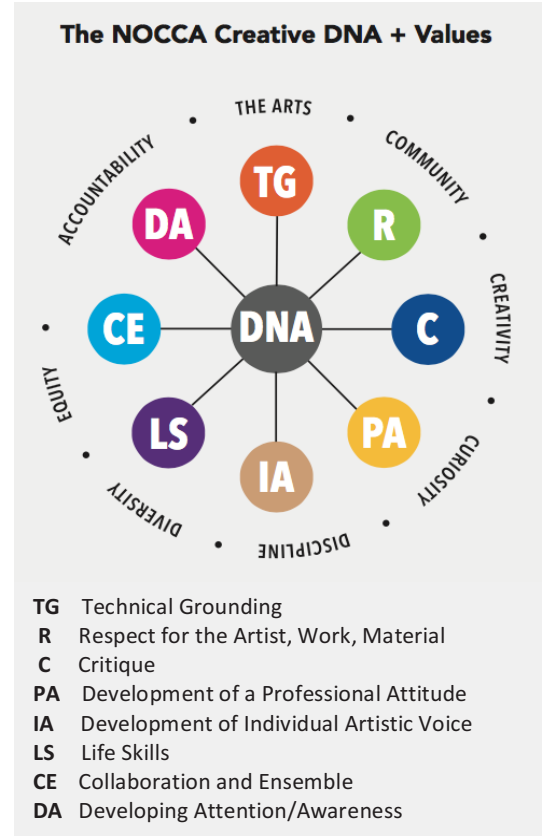 The NOCCA Creative DNA + Values
THE ARTS
COMMUNITY
CREATIVITY
CURIOSITY
DISCIPLINE
DIVERSITY
EQUITY
ACCOUNTABILITY
TG
R
C
PA
IA
LS
CE
DA
DNA
TG Technical Grounding
R Respect for the Artist, Work, Material
C Critique
PA Development of a Professional Attitude
IA Development of Individual Artistic Voice
LS Life Skills
CE Collaboration and Ensemble
DA Developing Attention/Awareness